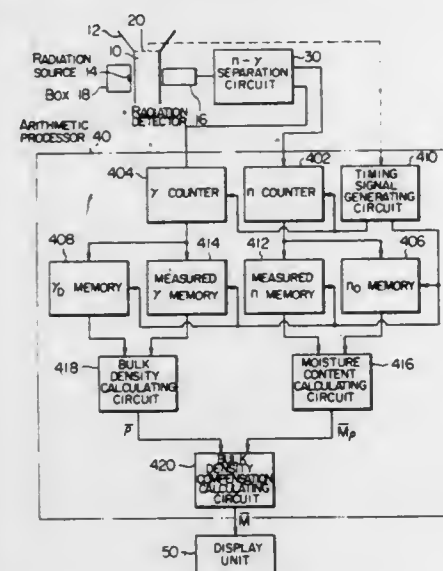 12
20
10
RADIATION
SOURCE 14
BOX 18
RADIATION
DETECTOR
16
n-γ
SEPARATION
CIRCUIT
30
ARITHMETIC
PROCESSOR 40
404
γ
COUNTER
402
n
COUNTER
410
TIMING
SIGNAL
GENERATING
CIRCUIT
408
γ₀ MEMORY
414
MEASURED
γ MEMORY
412
MEASURED
n MEMORY
406
n₀ MEMORY
418
BULK
DENSITY
CALCULATING
CIRCUIT
MOISTURE
CONTENT
CALCULATING
CIRCUIT
416
ρ̅
M̅ρ
420
BULK
DENSITY
COMPENSATION
CALCULATING
CIRCUIT
M̅
50
DISPLAY
UNIT